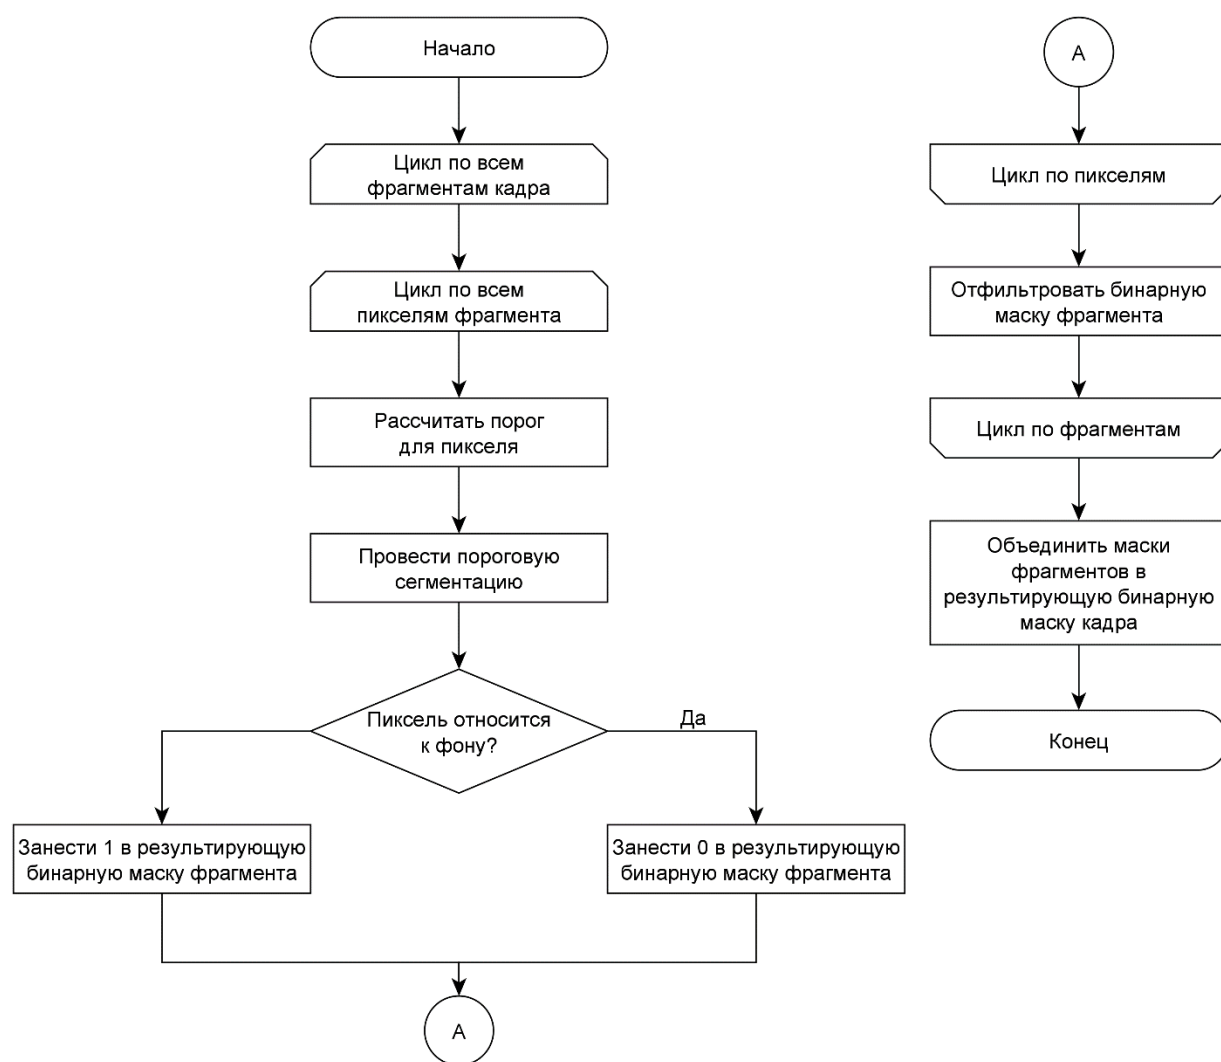 Начало
Цикл по всем
фрагментам кадра
Цикл по всем
пикселям фрагмента
Рассчитать порог
для пикселя
Провести пороговую
сегментацию
Пиксель относится
к фону?
Да
Занести 1 в результирующую
бинарную маску фрагмента
Занести 0 в результирующую
бинарную маску фрагмента
А
А
Цикл по пикселям
Отфильтровать бинарную
маску фрагмента
Цикл по фрагментам
Объединить маски
фрагментов в
результирующую бинарную
маску кадра
Конец